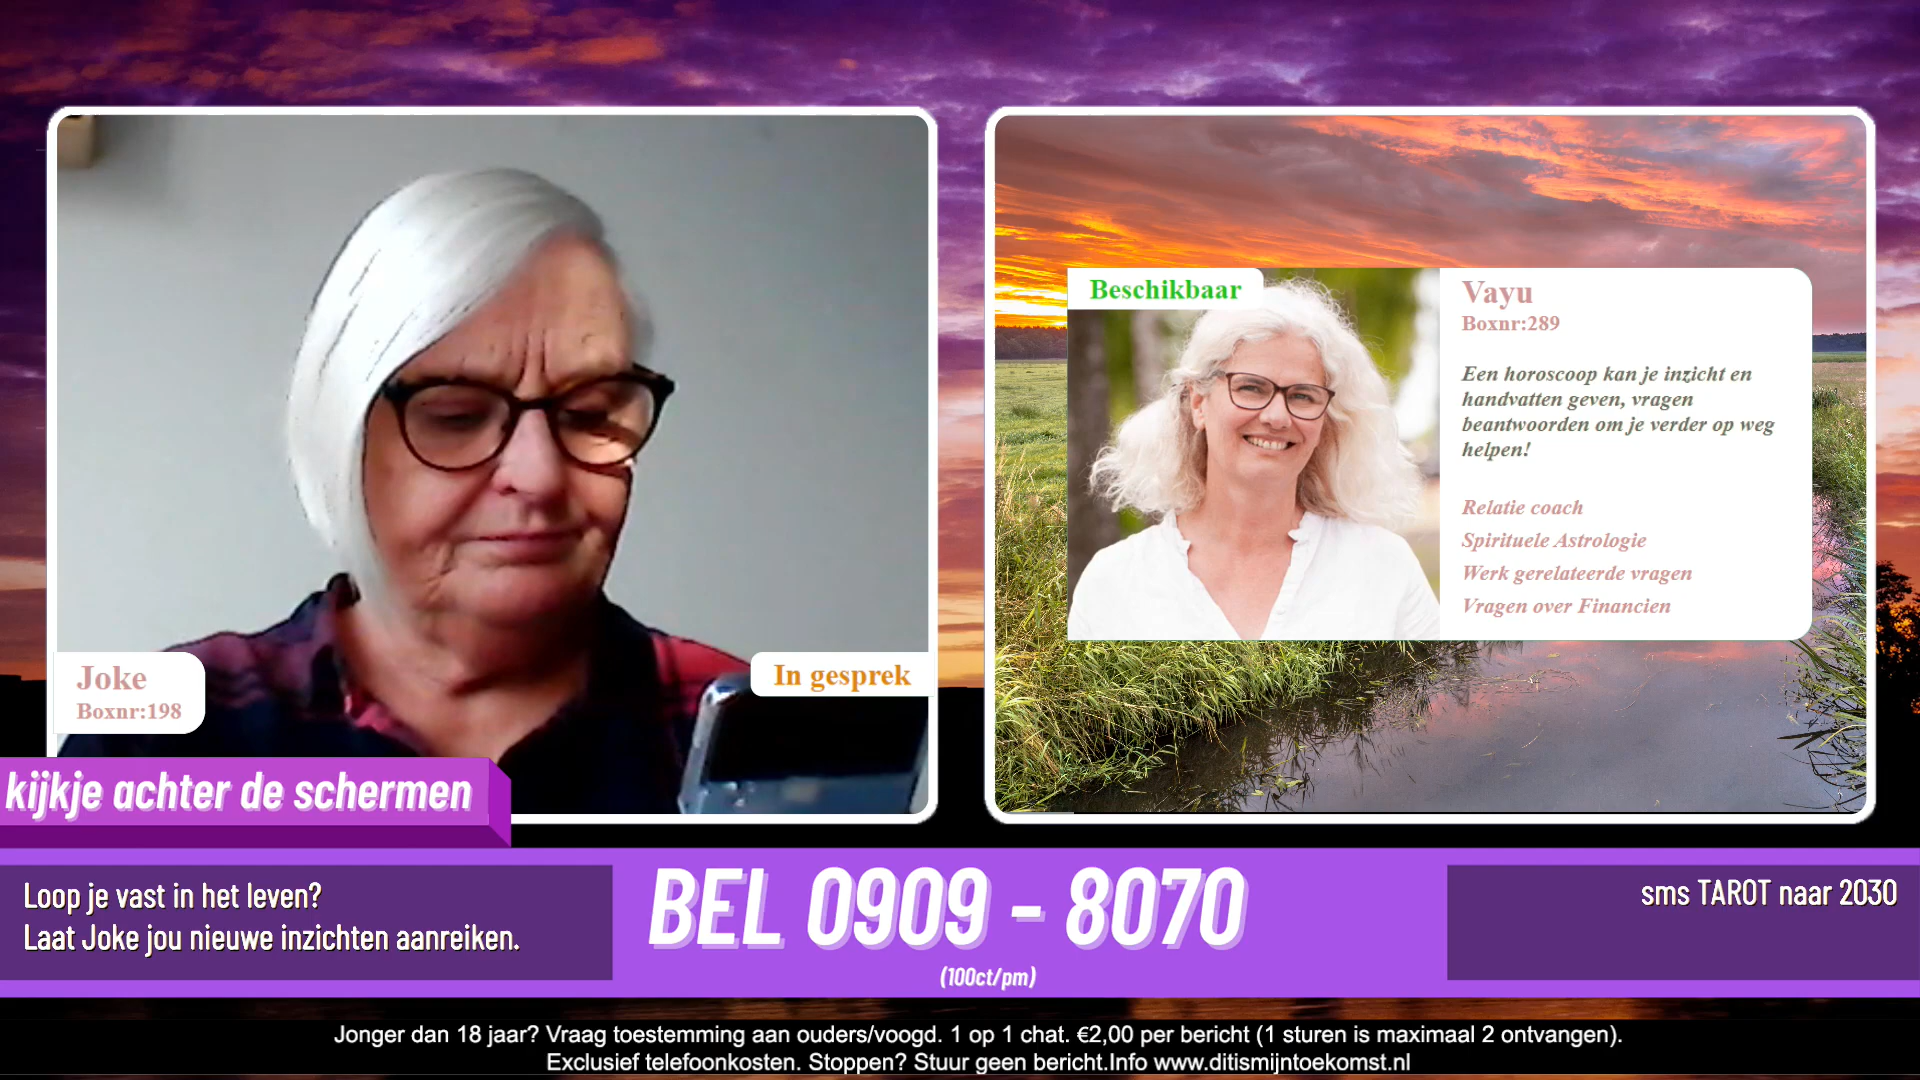 Joke
Boxnr:198
In gesprek
Beschikbaar
Vayu
Boxnr:289
Een horoscoop kan je inzicht en
handvatten geven, vragen
beantwoorden om je verder op weg
helpen!
Relatie coach
Spirituele Astrologie
Werk gerelateerde vragen
Vragen over Financien
kijkje achter de schermen
Loop je vast in het leven?
Laat Joke jou nieuwe inzichten aanreiken.
BEL 0909 - 8070
(100ct/pm)
sms TAROT naar 2030
Jonger dan 18 jaar? Vraag toestemming aan ouders/voogd. 1 op 1 chat. €2,00 per bericht (1 sturen is maximaal 2 ontvangen).
Exclusief telefoonkosten. Stoppen? Stuur geen bericht.Info www.ditismijntoekomst.nl